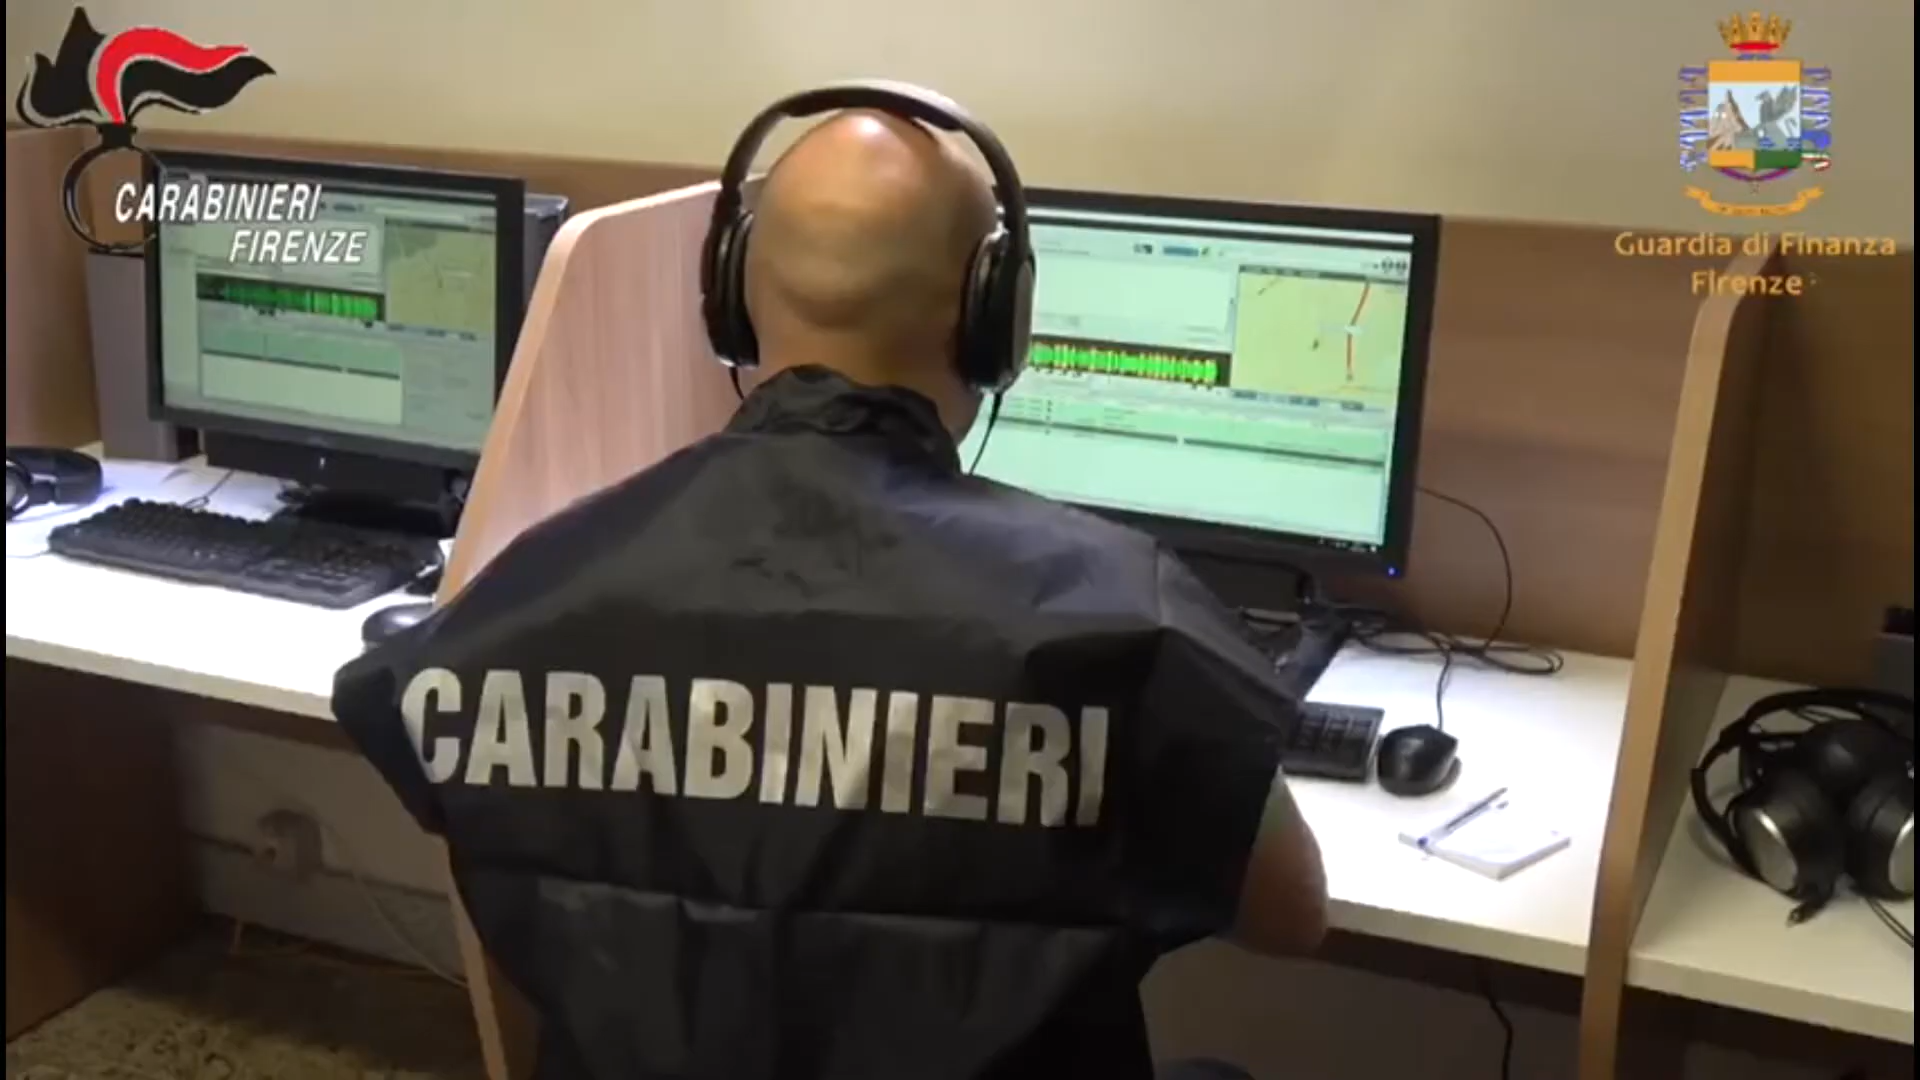 CARABINIERI
FIRENZE
Guardia di Finanza
Firenze
CARABINIERI